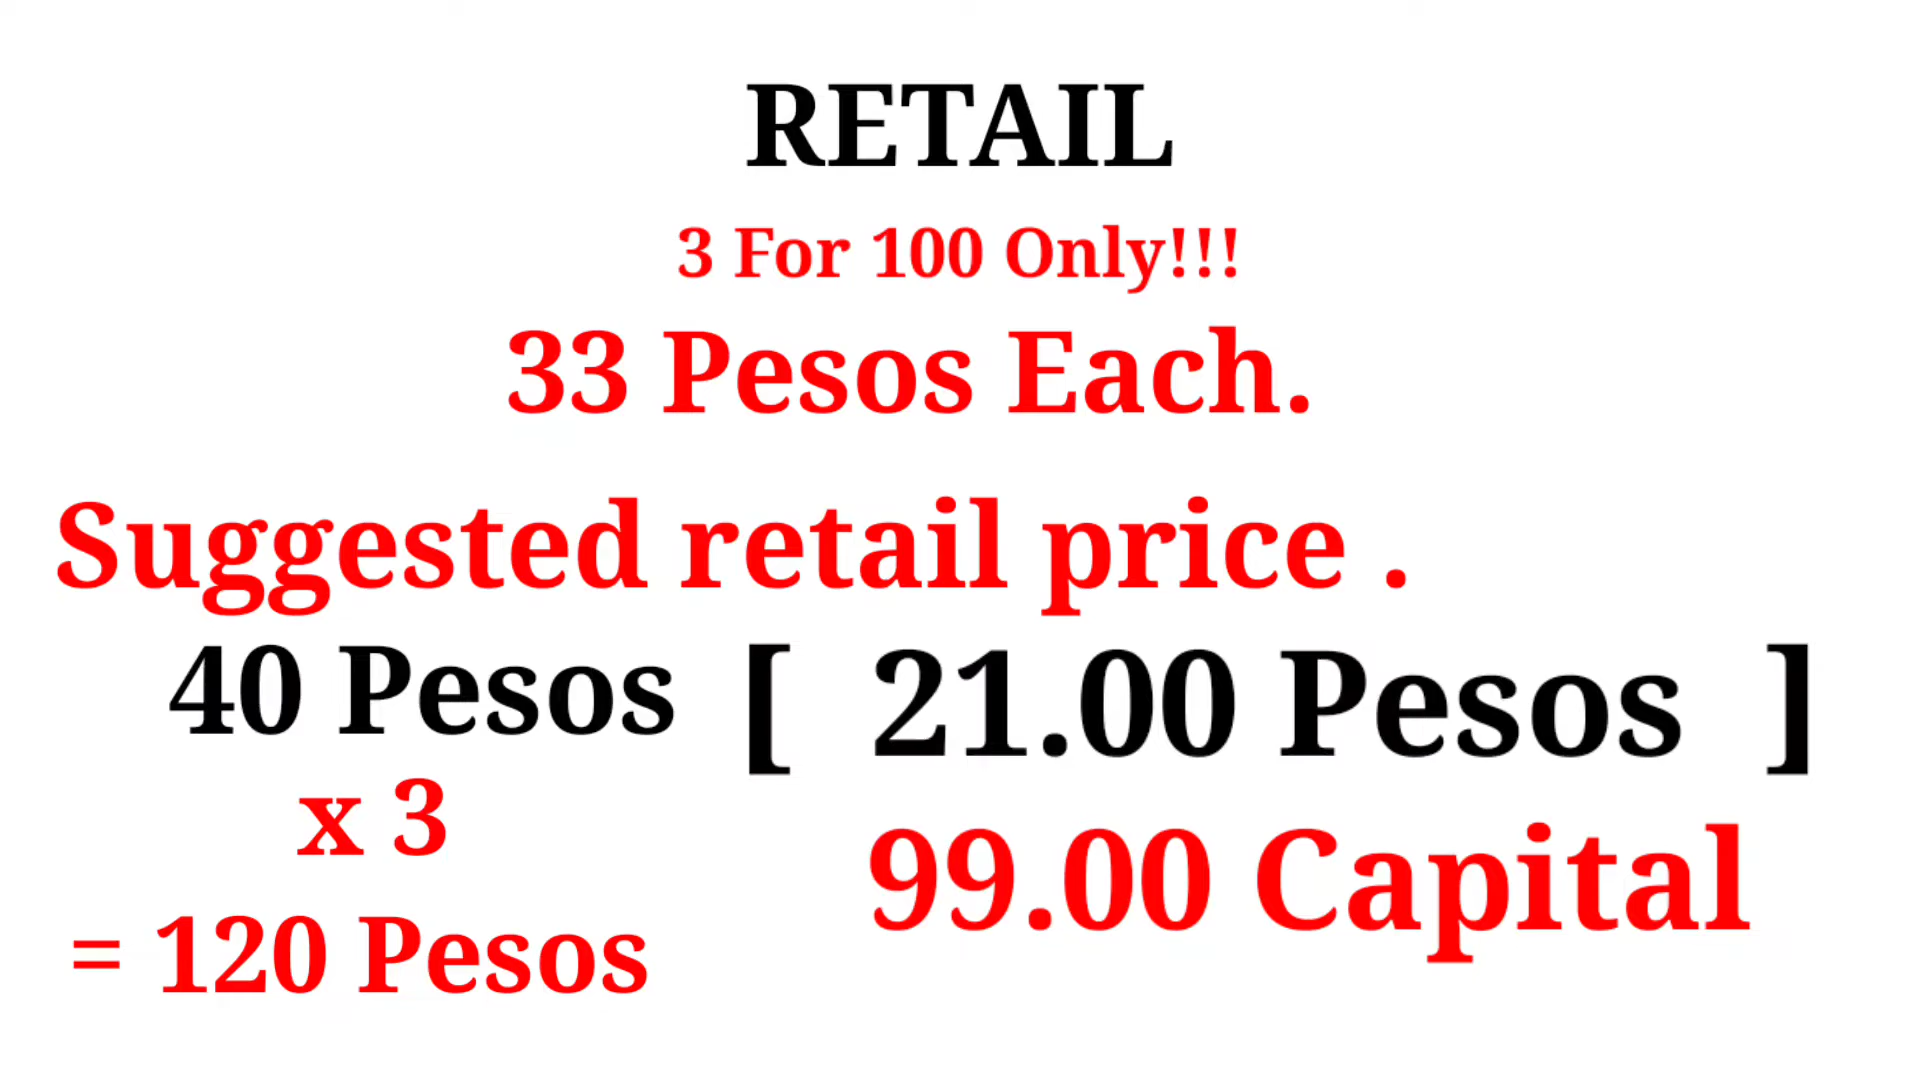 RETAIL
3 For 100 Only!!!
33 Pesos Each.
Suggested retail price .
40 Pesos [ 21.00 Pesos ]
x 3
99.00 Capital
= 120 Pesos